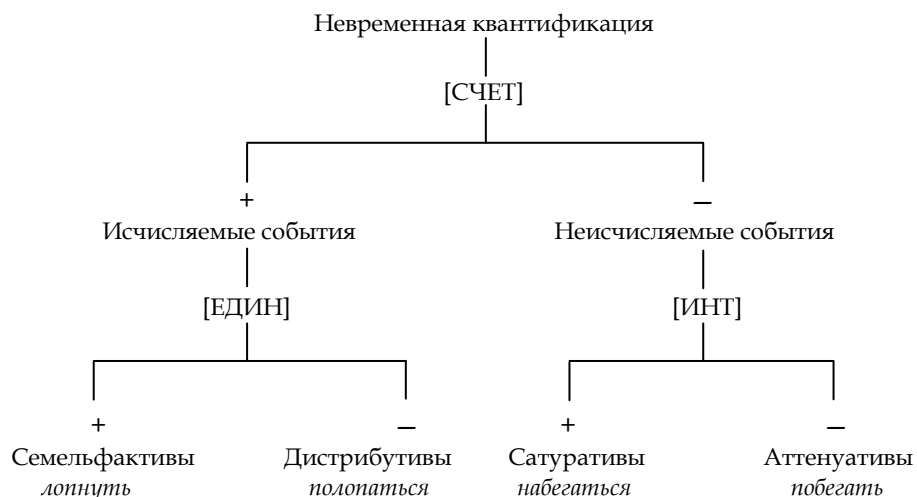 Невременная квантификация
[СЧЕТ]
+ —
Исчисляемые события Неисчисляемые события
[ЕДИН] [ИНТ]
+ — + —
Семельфактивы Дистрибутивы Сатуративы Аттенуативы
лопнуть полопаться набегаться побегать